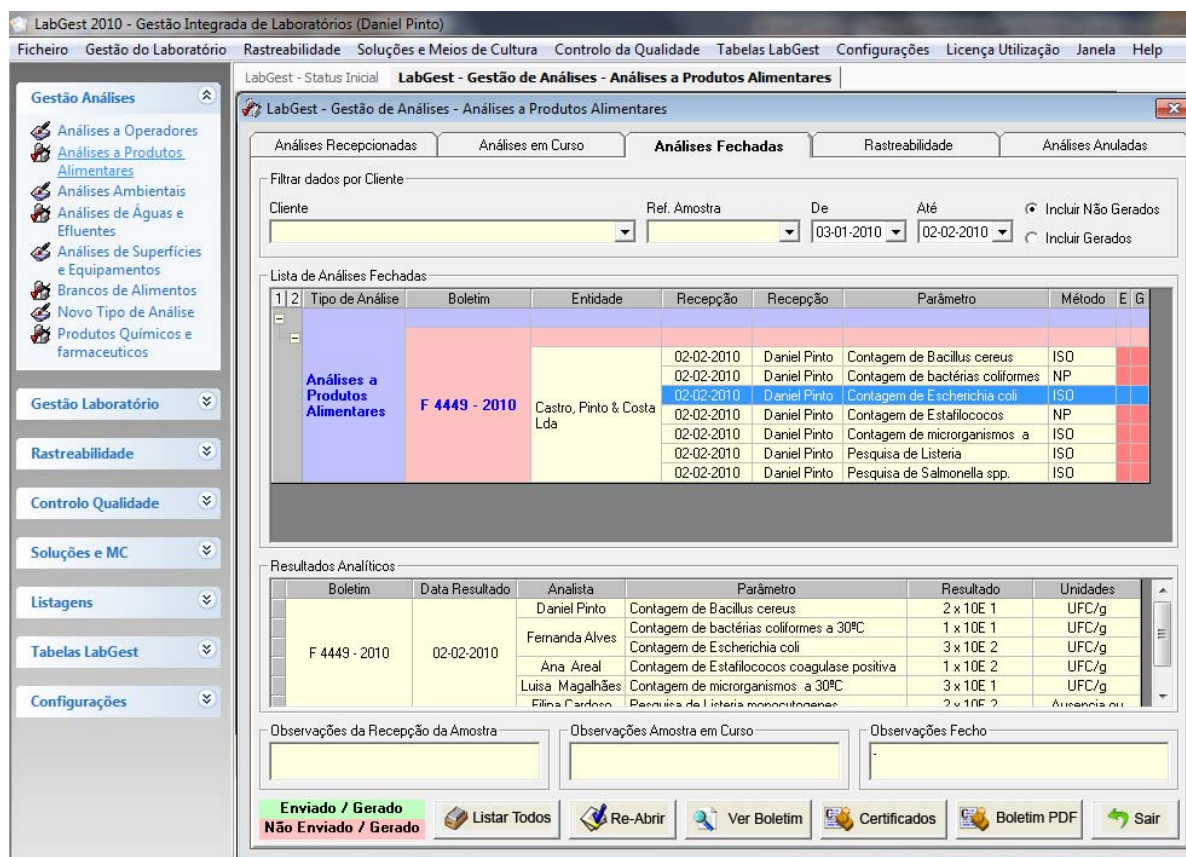 LabGest 2010 - Gestão Integrada de Laboratórios (Daniel Pinto)
Ficheiro Gestão do Laboratório Rastreabilidade Soluções e Meios de Cultura Controlo da Qualidade Tabelas LabGest Configurações Licença Utilização Janela Help
Gestão Análises
Análises a Operadores
Análises a Produtos
Alimentares
Análises Ambientais
Análises de Águas e
Efluentes
Análises de Superfícies
e Equipamentos
Brancos de Alimentos
Novo Tipo de Análise
Produtos Químicos e
farmaceuticos
Gestão Laboratório
Rastreabilidade
Controlo Qualidade
Soluções e MC
Listagens
Tabelas LabGest
Configurações
LabGest - Status Inicial LabGest - Gestão de Análises - Análises a Produtos Alimentares
LabGest - Gestão de Análises - Análises a Produtos Alimentares
Análises Recepcionadas Análises em Curso Análises Fechadas Rastreabilidade Análises Anuladas
Filtrar dados por Cliente
Cliente Ref. Amostra De Até Incluir Não Gerados
03-01-2010 02-02-2010 Incluir Gerados
Lista de Análises Fechadas
1 2 Tipo de Análise Boletim Entidade Recepção Recepção Parâmetro Método E G
Análises a
Produtos
Alimentares
F 4449 - 2010
Castro, Pinto & Costa
Lda
02-02-2010 Daniel Pinto Contagem de Bacillus cereus ISO
02-02-2010 Daniel Pinto Contagem de bactérias coliformes NP
02-02-2010 Daniel Pinto Contagem de Escherichia coli ISO
02-02-2010 Daniel Pinto Contagem de Estafilococos NP
02-02-2010 Daniel Pinto Contagem de microrganismos a ISO
02-02-2010 Daniel Pinto Pesquisa de Listeria ISO
02-02-2010 Daniel Pinto Pesquisa de Salmonella spp. ISO
Resultados Analíticos
Boletim Data Resultado Analista Parâmetro Resultado Unidades
F 4449 - 2010 02-02-2010
Daniel Pinto Contagem de Bacillus cereus 2 x 10E 1 UFC/g
Fernanda Alves Contagem de bactérias coliformes a 30ºC 1 x 10E 1 UFC/g
Contagem de Escherichia coli 3 x 10E 2 UFC/g
Ana Areal Contagem de Estafilococos coagulase positiva 1 x 10E 2 UFC/g
Luisa Magalhães Contagem de microrganismos a 30ºC 3 x 10E 1 UFC/g
Filipa Cardoso Pesquisa de Listeria monocytogenes 2 x 10E 2 Ausencia ou
Observações da Recepção da Amostra Observações Amostra em Curso Observações Fecho
-
Enviado / Gerado
Não Enviado / Gerado
Listar Todos Re-Abrir Ver Boletim Certificados Boletim PDF Sair